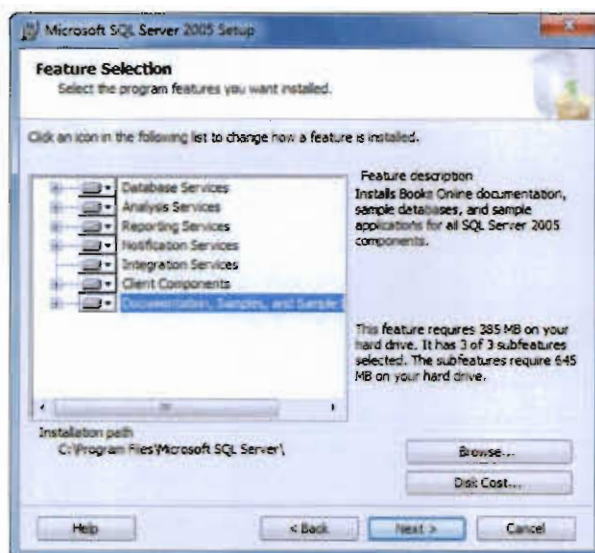 Microsoft SQL Server 2005 Setup
Feature Selection
Select the program features you want installed.
Click an icon in the following list to change how a feature is installed.
Database Services
Analysis Services
Reporting Services
Notification Services
Integration Services
Client Components
Documentation, Samples, and Sample
Feature description
Installs Books Online documentation,
sample databases, and sample
applications for all SQL Server 2005
components.
This feature requires 385 MB on your
hard drive. It has 3 of 3 subfeatures
selected. The subfeatures require 645
MB on your hard drive.
Installation path
C:\Program Files\Microsoft SQL Server\
Browse...
Disk Cost...
Help
< Back
Next >
Cancel